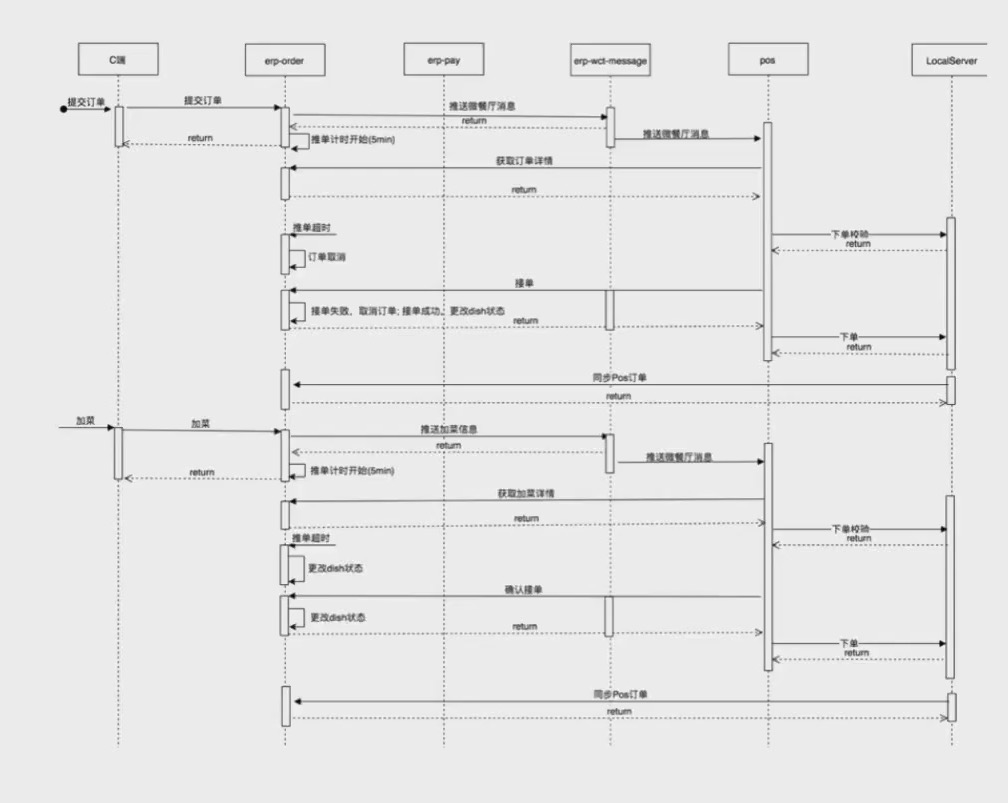 C端
erp-order
erp-pay
erp-wct-message
pos
LocalServer
提交订单
提交订单
推送微餐厅消息
return
推送微餐厅消息
return
推单计时开始(5min)
获取订单详情
return
推单超时
下单校验
return
订单取消
接单
接单失败，取消订单; 接单成功，更改dish状态
return
下单
return
同步Pos订单
return
加菜
加菜
推送加菜信息
return
推送微餐厅消息
return
推单计时开始(5min)
获取加菜详情
return
下单校验
return
推单超时
更改dish状态
确认接单
更改dish状态
return
下单
return
同步Pos订单
return